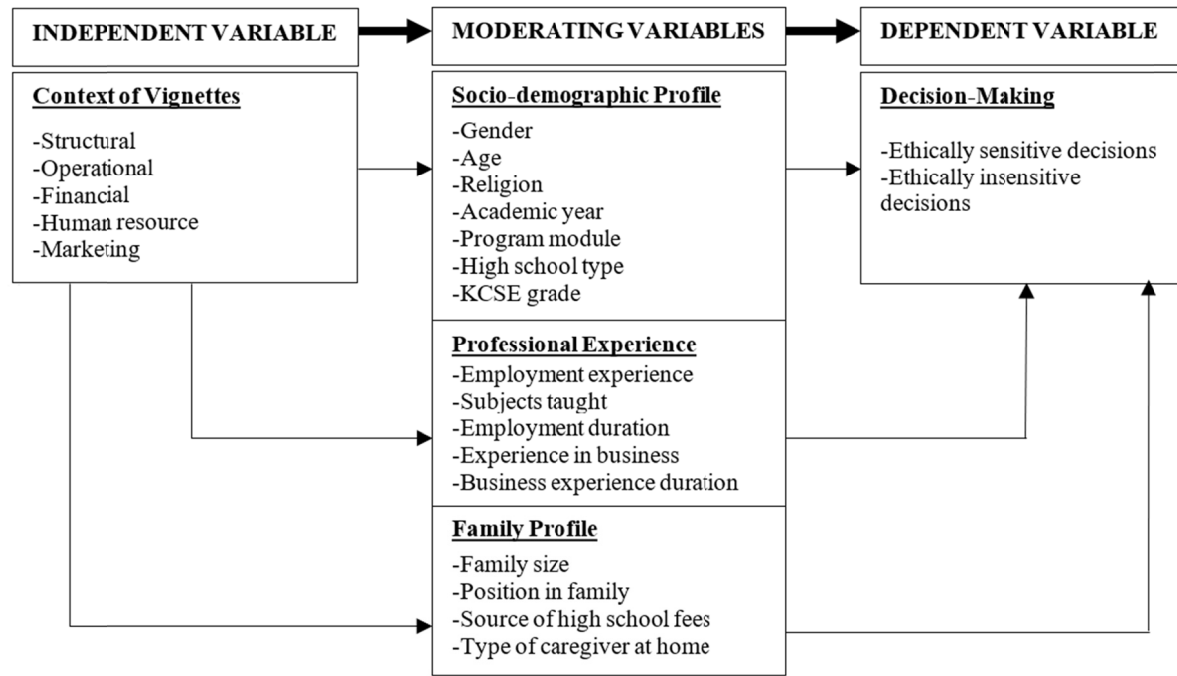 INDEPENDENT VARIABLE
MODERATING VARIABLES
DEPENDENT VARIABLE
Context of Vignettes
-Structural
-Operational
-Financial
-Human resource
-Marketing
Socio-demographic Profile
-Gender
-Age
-Religion
-Academic year
-Program module
-High school type
-KCSE grade
Professional Experience
-Employment experience
-Subjects taught
-Employment duration
-Experience in business
-Business experience duration
Family Profile
-Family size
-Position in family
-Source of high school fees
-Type of caregiver at home
Decision-Making
-Ethically sensitive decisions
-Ethically insensitive
decisions